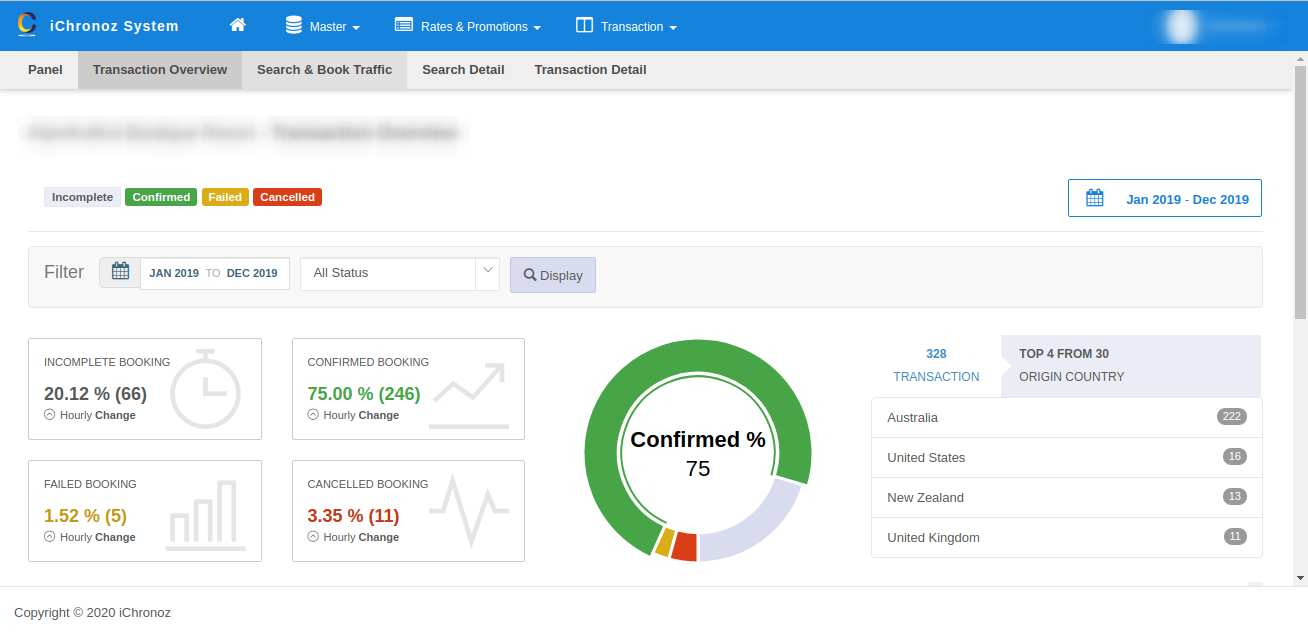 iChronoz System
Master
Rates & Promotions
Transaction
Panel
Transaction Overview
Search & Book Traffic
Search Detail
Transaction Detail
Incomplete
Confirmed
Failed
Cancelled
Jan 2019 - Dec 2019
Filter
JAN 2019 TO DEC 2019
All Status
Display
INCOMPLETE BOOKING
20.12 % (66)
Hourly Change
CONFIRMED BOOKING
75.00 % (246)
Hourly Change
FAILED BOOKING
1.52 % (5)
Hourly Change
CANCELLED BOOKING
3.35 % (11)
Hourly Change
Confirmed %
75
328
TRANSACTION
TOP 4 FROM 30
ORIGIN COUNTRY
Australia 222
United States 16
New Zealand 13
United Kingdom 11
Copyright © 2020 iChronoz